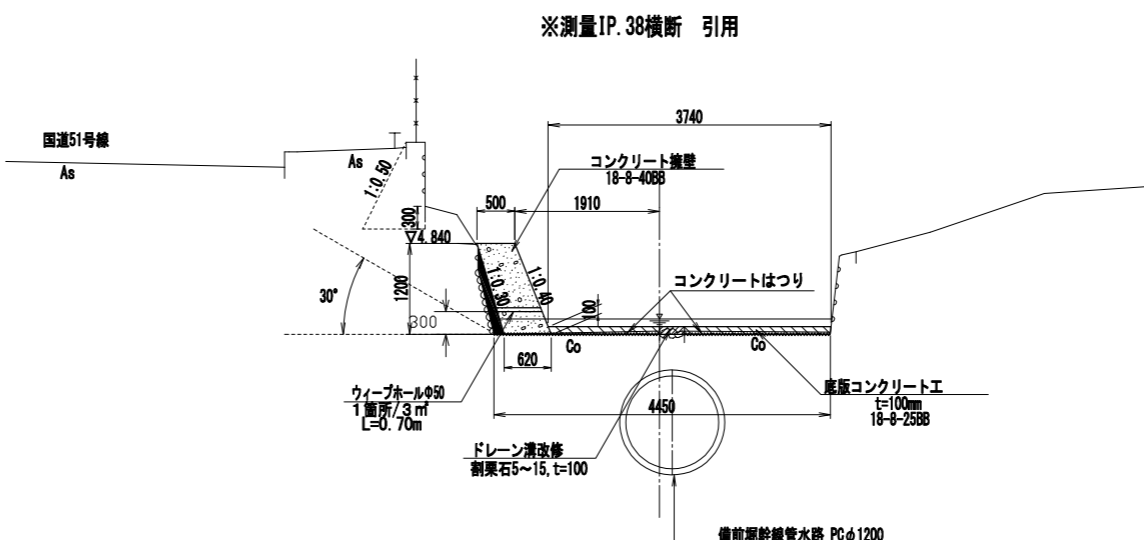 ※測量IP.38横断 引用
3740
国道51号線
As
As
1:0.50
コンクリート擁壁
18-8-40BB
500
1910
300
▽4.840
1200
30°
300
1:0.30
1:0.40
100
コンクリートはつり
Co
Co
620
ウィープホールΦ50
1箇所/3㎡
L=0.70m
4450
底版コンクリート工
t=100mm
18-8-25BB
ドレーン溝改修
割栗石5～15,t=100
備前堀幹線管水路 PCφ1200